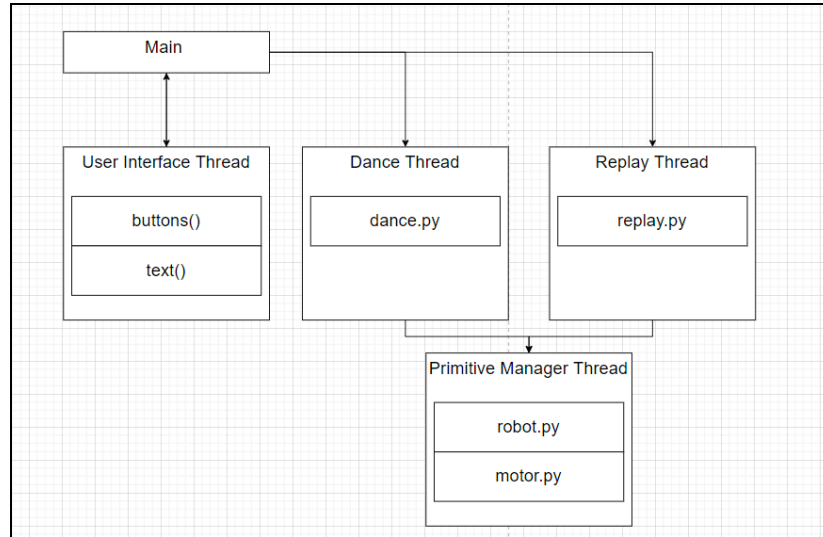 Main
User Interface Thread
buttons()
text()
Dance Thread
dance.py
Replay Thread
replay.py
Primitive Manager Thread
robot.py
motor.py